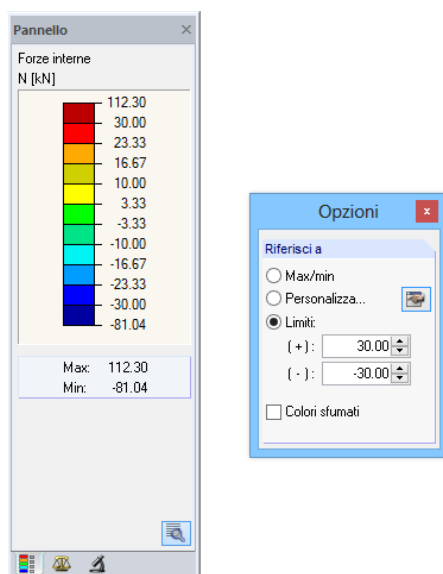 Pannello
Forze interne
N [kN]
112.30
30.00
23.33
16.67
10.00
3.33
-3.33
-10.00
-16.67
-23.33
-30.00
-81.04
Max: 112.30
Min: -81.04
Opzioni
Riferisci a
Max/min
Personalizza...
Limiti:
(+): 30.00
(-): -30.00
Colori sfumati